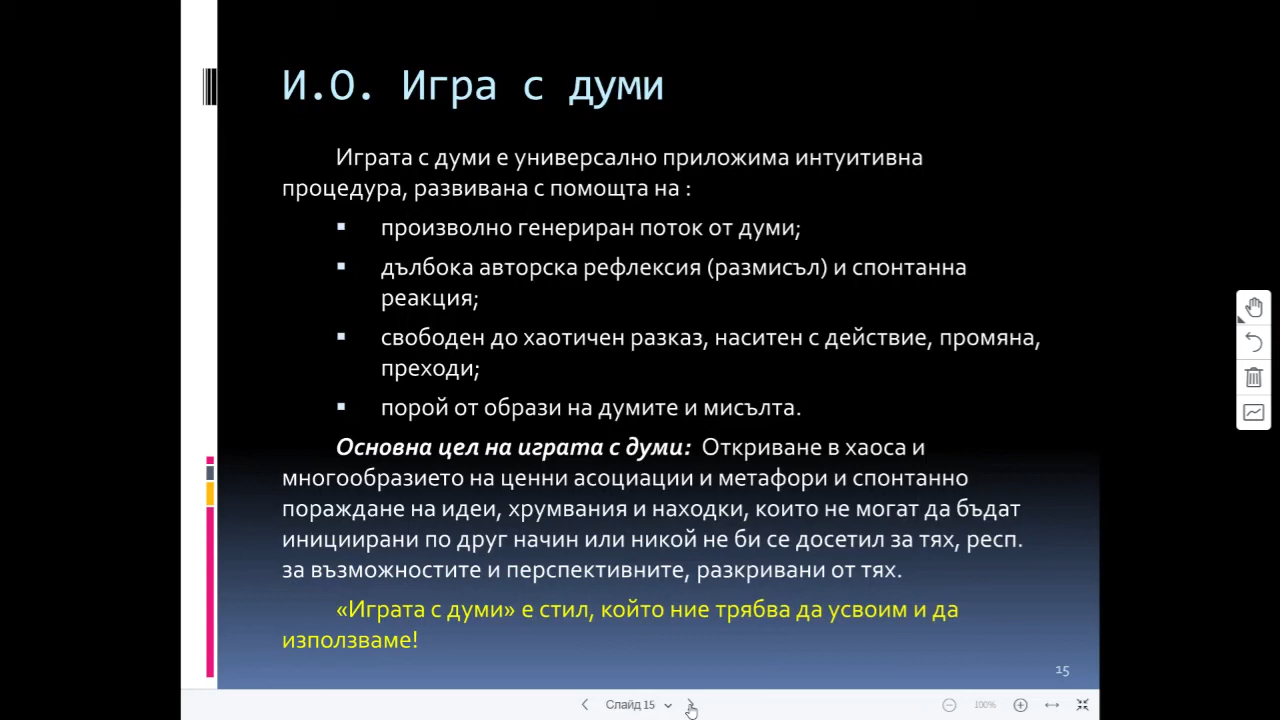 И.О. Игра с думи
Играта с думи е универсално приложима интуитивна
процедура, развивана с помощта на :
▪ произволно генериран поток от думи;
▪ дълбока авторска рефлексия (размисъл) и спонтанна
реакция;
▪ свободен до хаотичен разказ, наситен с действие, промяна,
преходи;
▪ порой от образи на думите и мисълта.
Основна цел на играта с думи: Откриване в хаоса и
многообразието на ценни асоциации и метафори и спонтанно
пораждане на идеи, хрумвания и находки, които не могат да бъдат
инициирани по друг начин или никой не би се досетил за тях, респ.
за възможностите и перспективните, разкривани от тях.
«Играта с думи» е стил, който ние трябва да усвоим и да
използваме!
15
Слайд 15
100%